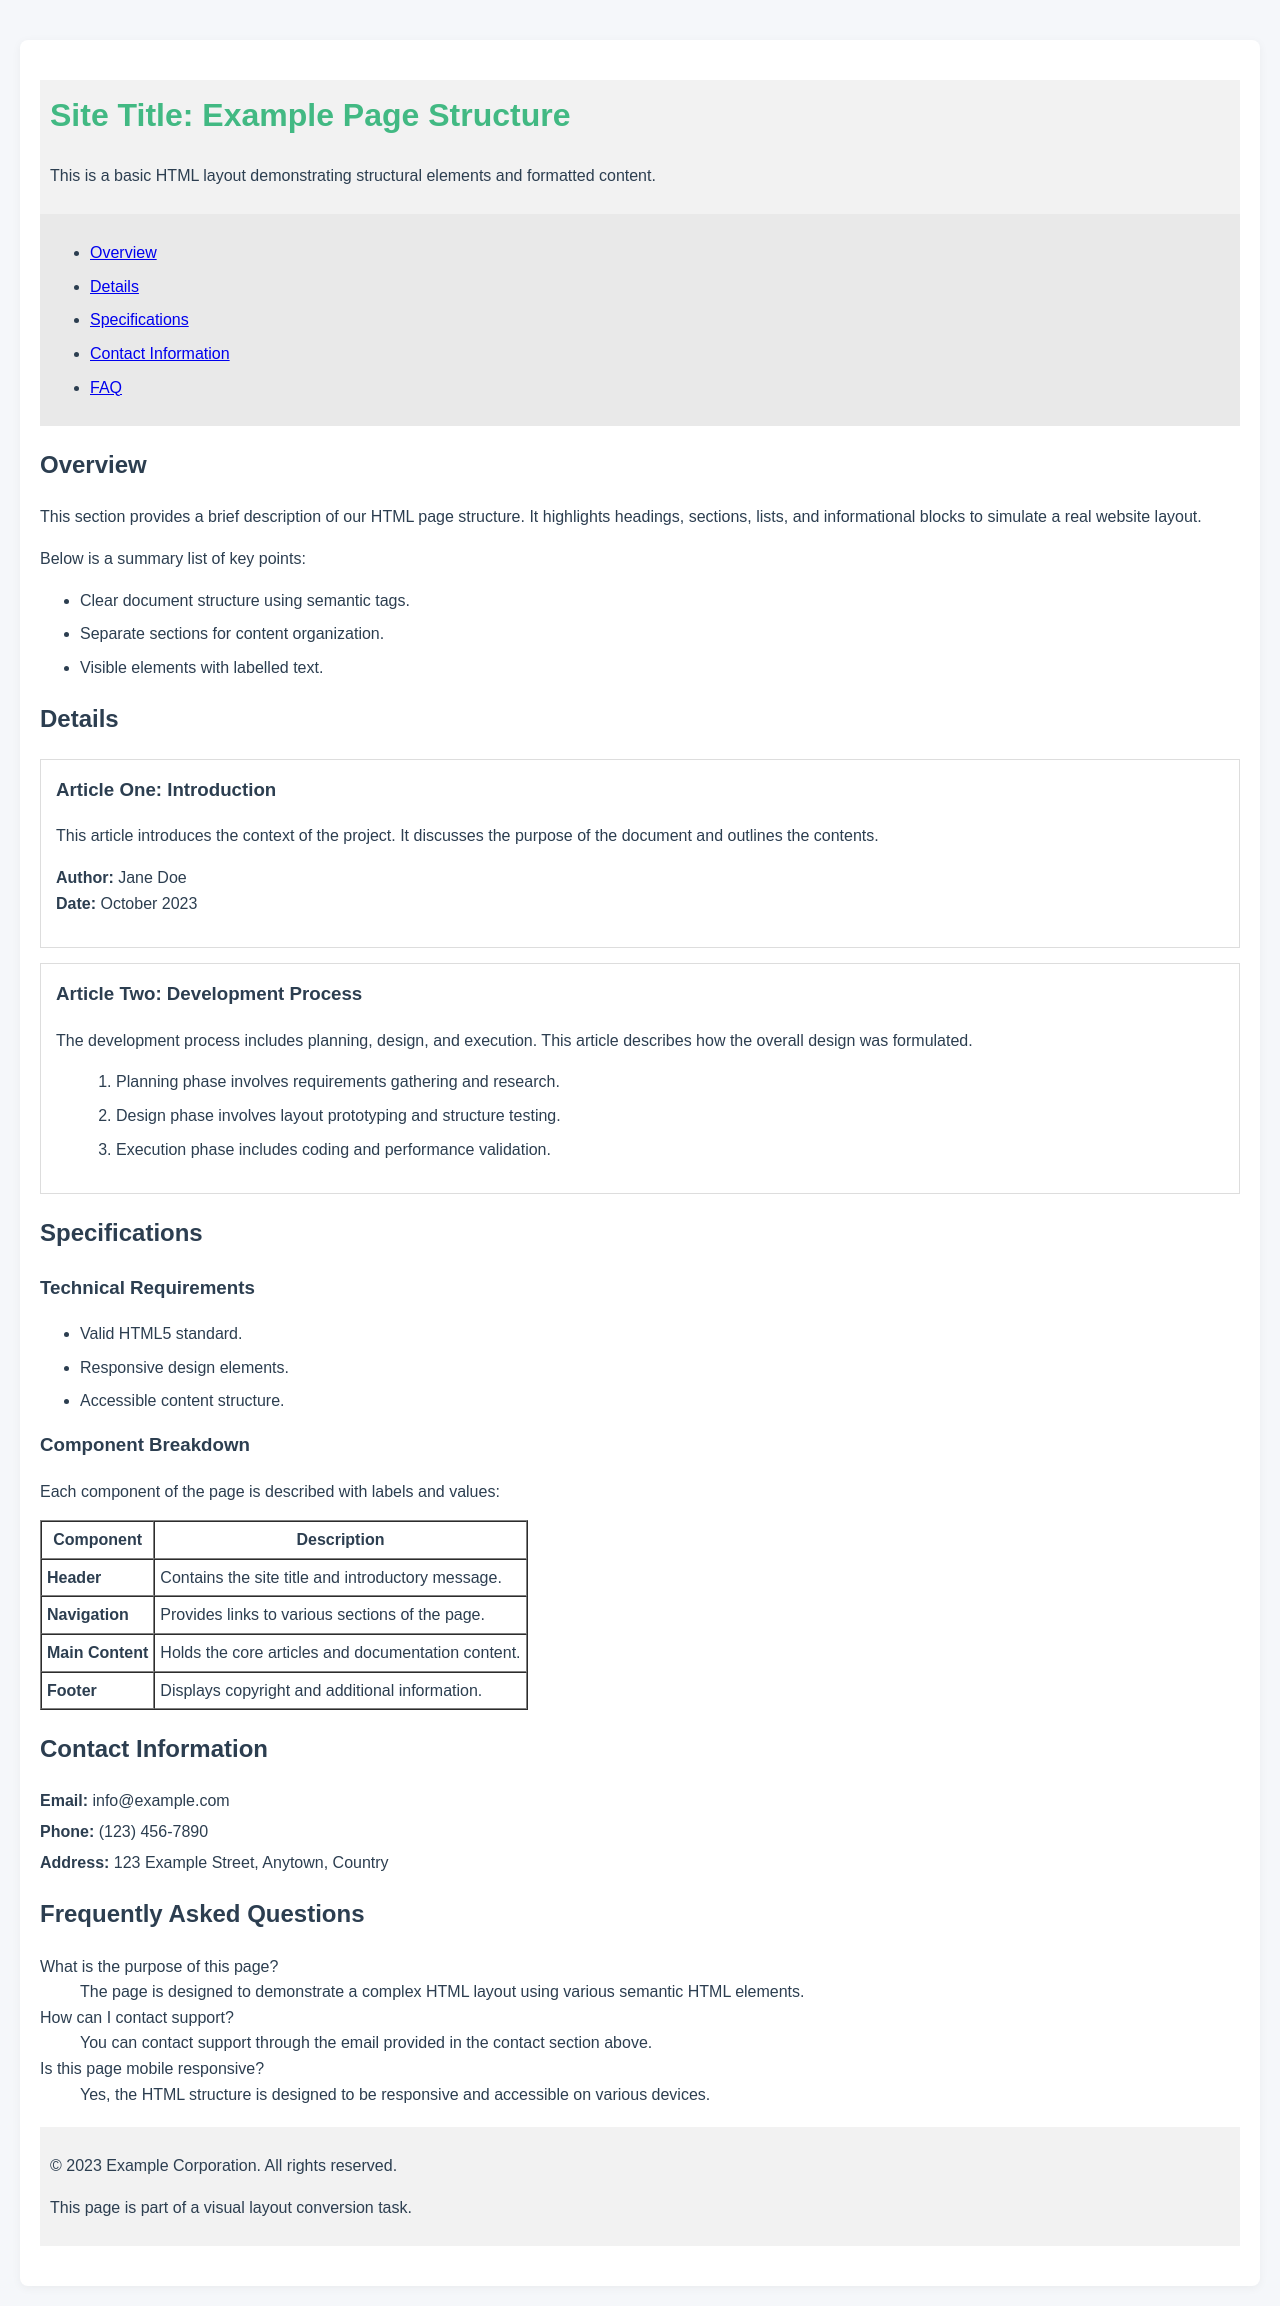 Site Title: Example Page Structure
This is a basic HTML layout demonstrating structural elements and formatted content.
• Overview
• Details
• Specifications
• Contact Information
• FAQ
Overview
This section provides a brief description of our HTML page structure. It highlights headings, sections, lists, and informational blocks to simulate a real website layout.
Below is a summary list of key points:
• Clear document structure using semantic tags.
• Separate sections for content organization.
• Visible elements with labelled text.
Details
Article One: Introduction
This article introduces the context of the project. It discusses the purpose of the document and outlines the contents.
Author: Jane Doe
Date: October 2023
Article Two: Development Process
The development process includes planning, design, and execution. This article describes how the overall design was formulated.
1. Planning phase involves requirements gathering and research.
2. Design phase involves layout prototyping and structure testing.
3. Execution phase includes coding and performance validation.
Specifications
Technical Requirements
• Valid HTML5 standard.
• Responsive design elements.
• Accessible content structure.
Component Breakdown
Each component of the page is described with labels and values:
Component Description
Header Contains the site title and introductory message.
Navigation Provides links to various sections of the page.
Main Content Holds the core articles and documentation content.
Footer Displays copyright and additional information.
Contact Information
Email: info@example.com
Phone: (123) 456-7890
Address: 123 Example Street, Anytown, Country
Frequently Asked Questions
What is the purpose of this page?
The page is designed to demonstrate a complex HTML layout using various semantic HTML elements.
How can I contact support?
You can contact support through the email provided in the contact section above.
Is this page mobile responsive?
Yes, the HTML structure is designed to be responsive and accessible on various devices.
© 2023 Example Corporation. All rights reserved.
This page is part of a visual layout conversion task.